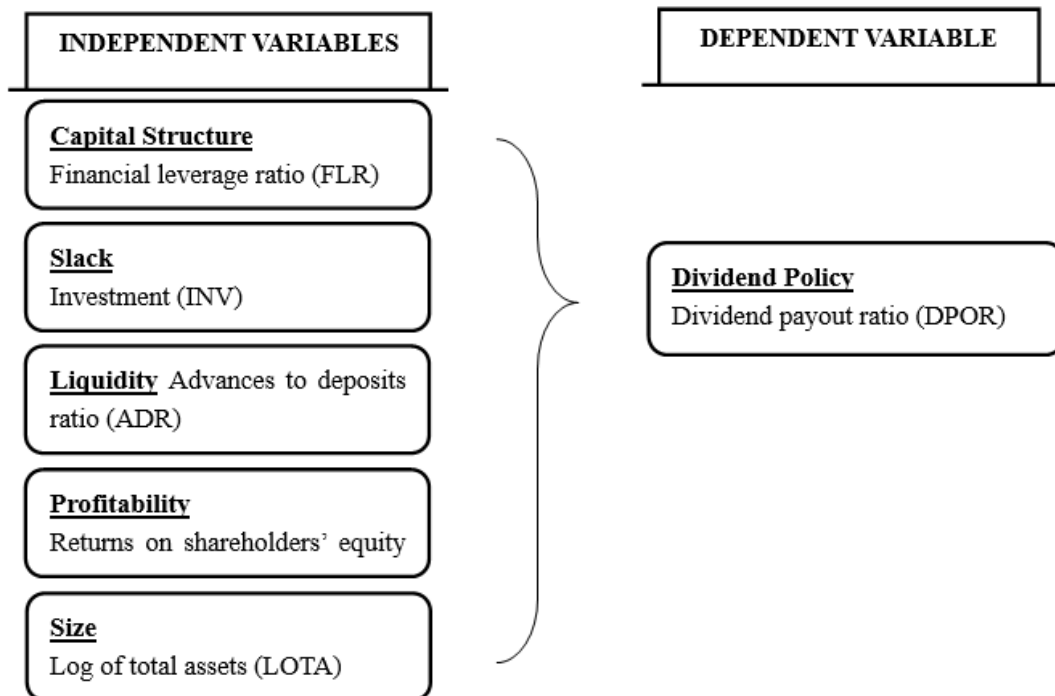 INDEPENDENT VARIABLES
DEPENDENT VARIABLE
Capital Structure
Financial leverage ratio (FLR)
Slack
Investment (INV)
Liquidity Advances to deposits
ratio (ADR)
Profitability
Returns on shareholders’ equity
Size
Log of total assets (LOTA)
Dividend Policy
Dividend payout ratio (DPOR)